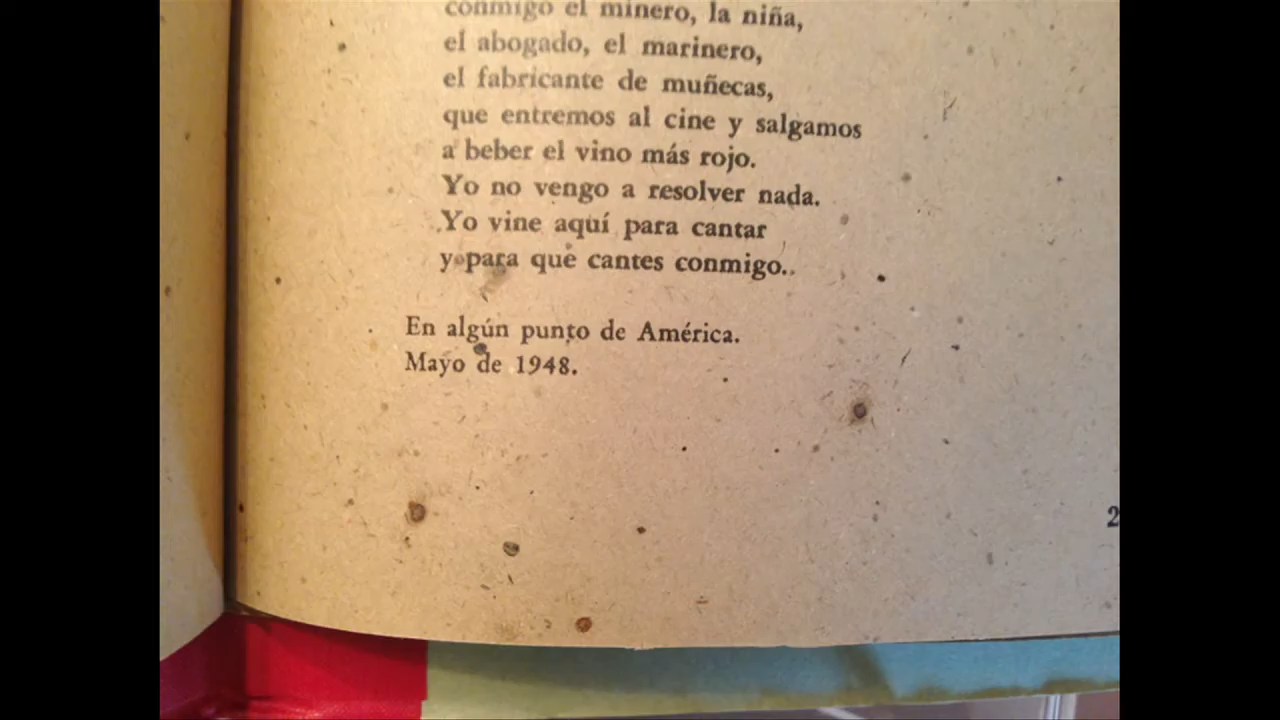 conmigo el minero, la niña,
el abogado, el marinero,
el fabricante de muñecas,
que entremos al cine y salgamos
a beber el vino más rojo.
Yo no vengo a resolver nada.
Yo vine aquí para cantar
y para que cantes conmigo.
En algún punto de América.
Mayo de 1948.
2